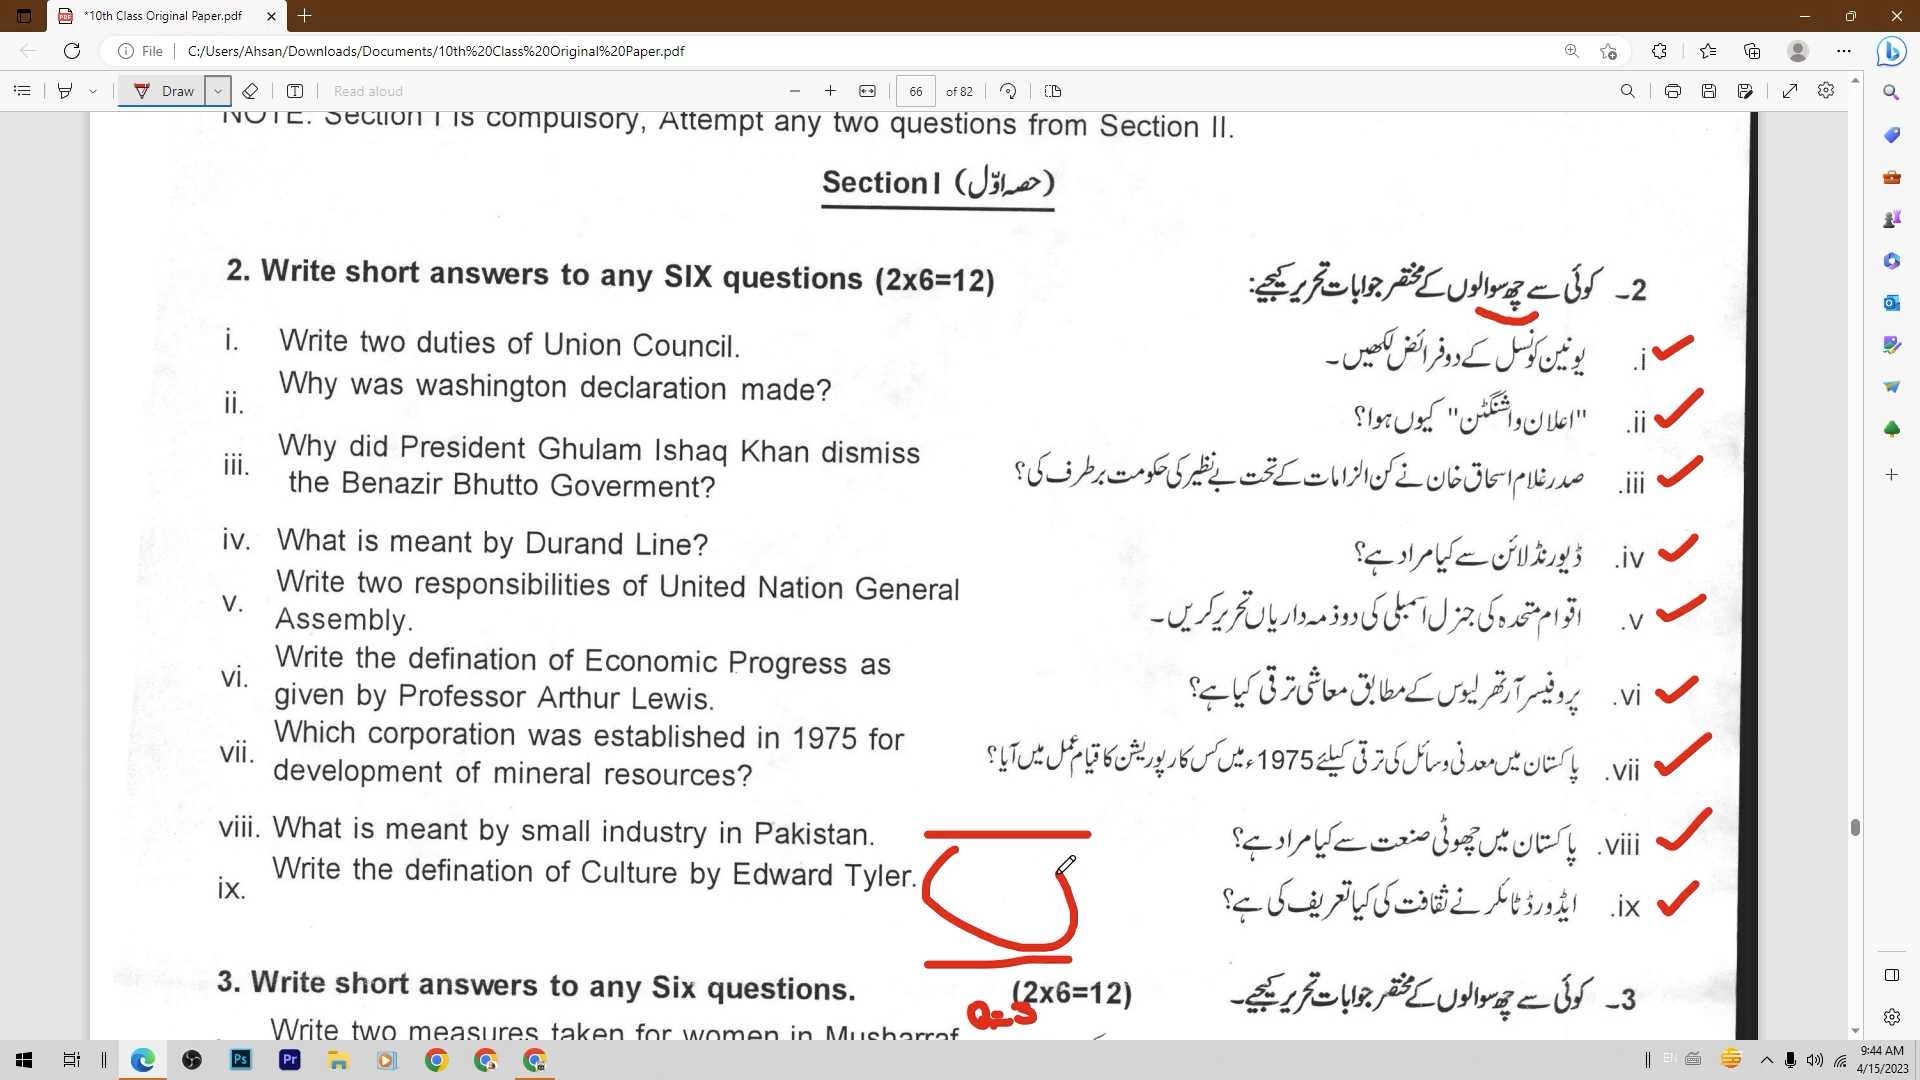 *10th Class Original Paper.pdf
File
C:/Users/Ahsan/Downloads/Documents/10th%20Class%20Original%20Paper.pdf
Draw
Read aloud
66
of 82
NOTE: Section I is compulsory, Attempt any two questions from Section II.
Section I (حصہ اوّل)
2. Write short answers to any SIX questions (2x6=12)
2۔ کوئی سے چھ سوالوں کے مختصر جوابات تحریر کیجیے:
i. Write two duties of Union Council.
i. یونین کونسل کے دو فرائض لکھیں۔
ii. Why was washington declaration made?
ii. "اعلان واشنگٹن" کیوں ہوا؟
iii. Why did President Ghulam Ishaq Khan dismiss
the Benazir Bhutto Goverment?
iii. صدر غلام اسحاق خان نے کن الزامات کے تحت بے نظیر کی حکومت برطرف کی؟
iv. What is meant by Durand Line?
iv. ڈیورنڈ لائن سے کیا مراد ہے؟
v. Write two responsibilities of United Nation General
Assembly.
v. اقوام متحدہ کی جنرل اسمبلی کی دو ذمہ داریاں تحریر کریں۔
vi. Write the defination of Economic Progress as
given by Professor Arthur Lewis.
vi. پروفیسر آرتھر لیوس کے مطابق معاشی ترقی کیا ہے؟
vii. Which corporation was established in 1975 for
development of mineral resources?
vii. پاکستان میں معدنی وسائل کی ترقی کیلئے 1975ء میں کس کارپوریشن کا قیام عمل میں آیا؟
viii. What is meant by small industry in Pakistan.
viii. پاکستان میں چھوٹی صنعت سے کیا مراد ہے؟
ix. Write the defination of Culture by Edward Tyler.
ix. ایڈورڈ ٹائلر نے ثقافت کی کیا تعریف کی ہے؟
3. Write short answers to any Six questions. (2x6=12)
3۔ کوئی سے چھ سوالوں کے مختصر جوابات تحریر کیجیے۔
Q=3
Write two measures taken for women in Musharraf
EN
9:44 AM
4/15/2023